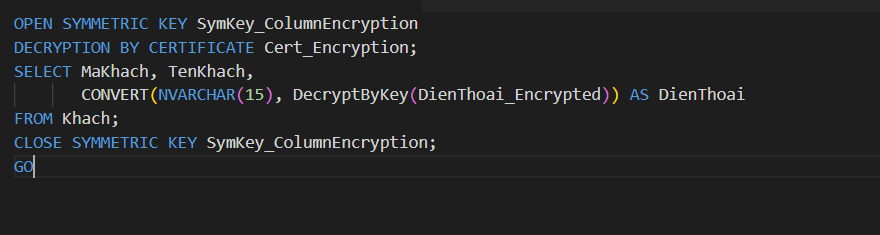 OPEN SYMMETRIC KEY SymKey_ColumnEncryption
DECRYPTION BY CERTIFICATE Cert_Encryption;
SELECT MaKhach, TenKhach,
       CONVERT(NVARCHAR(15), DecryptByKey(DienThoai_Encrypted)) AS DienThoai
FROM Khach;
CLOSE SYMMETRIC KEY SymKey_ColumnEncryption;
GO